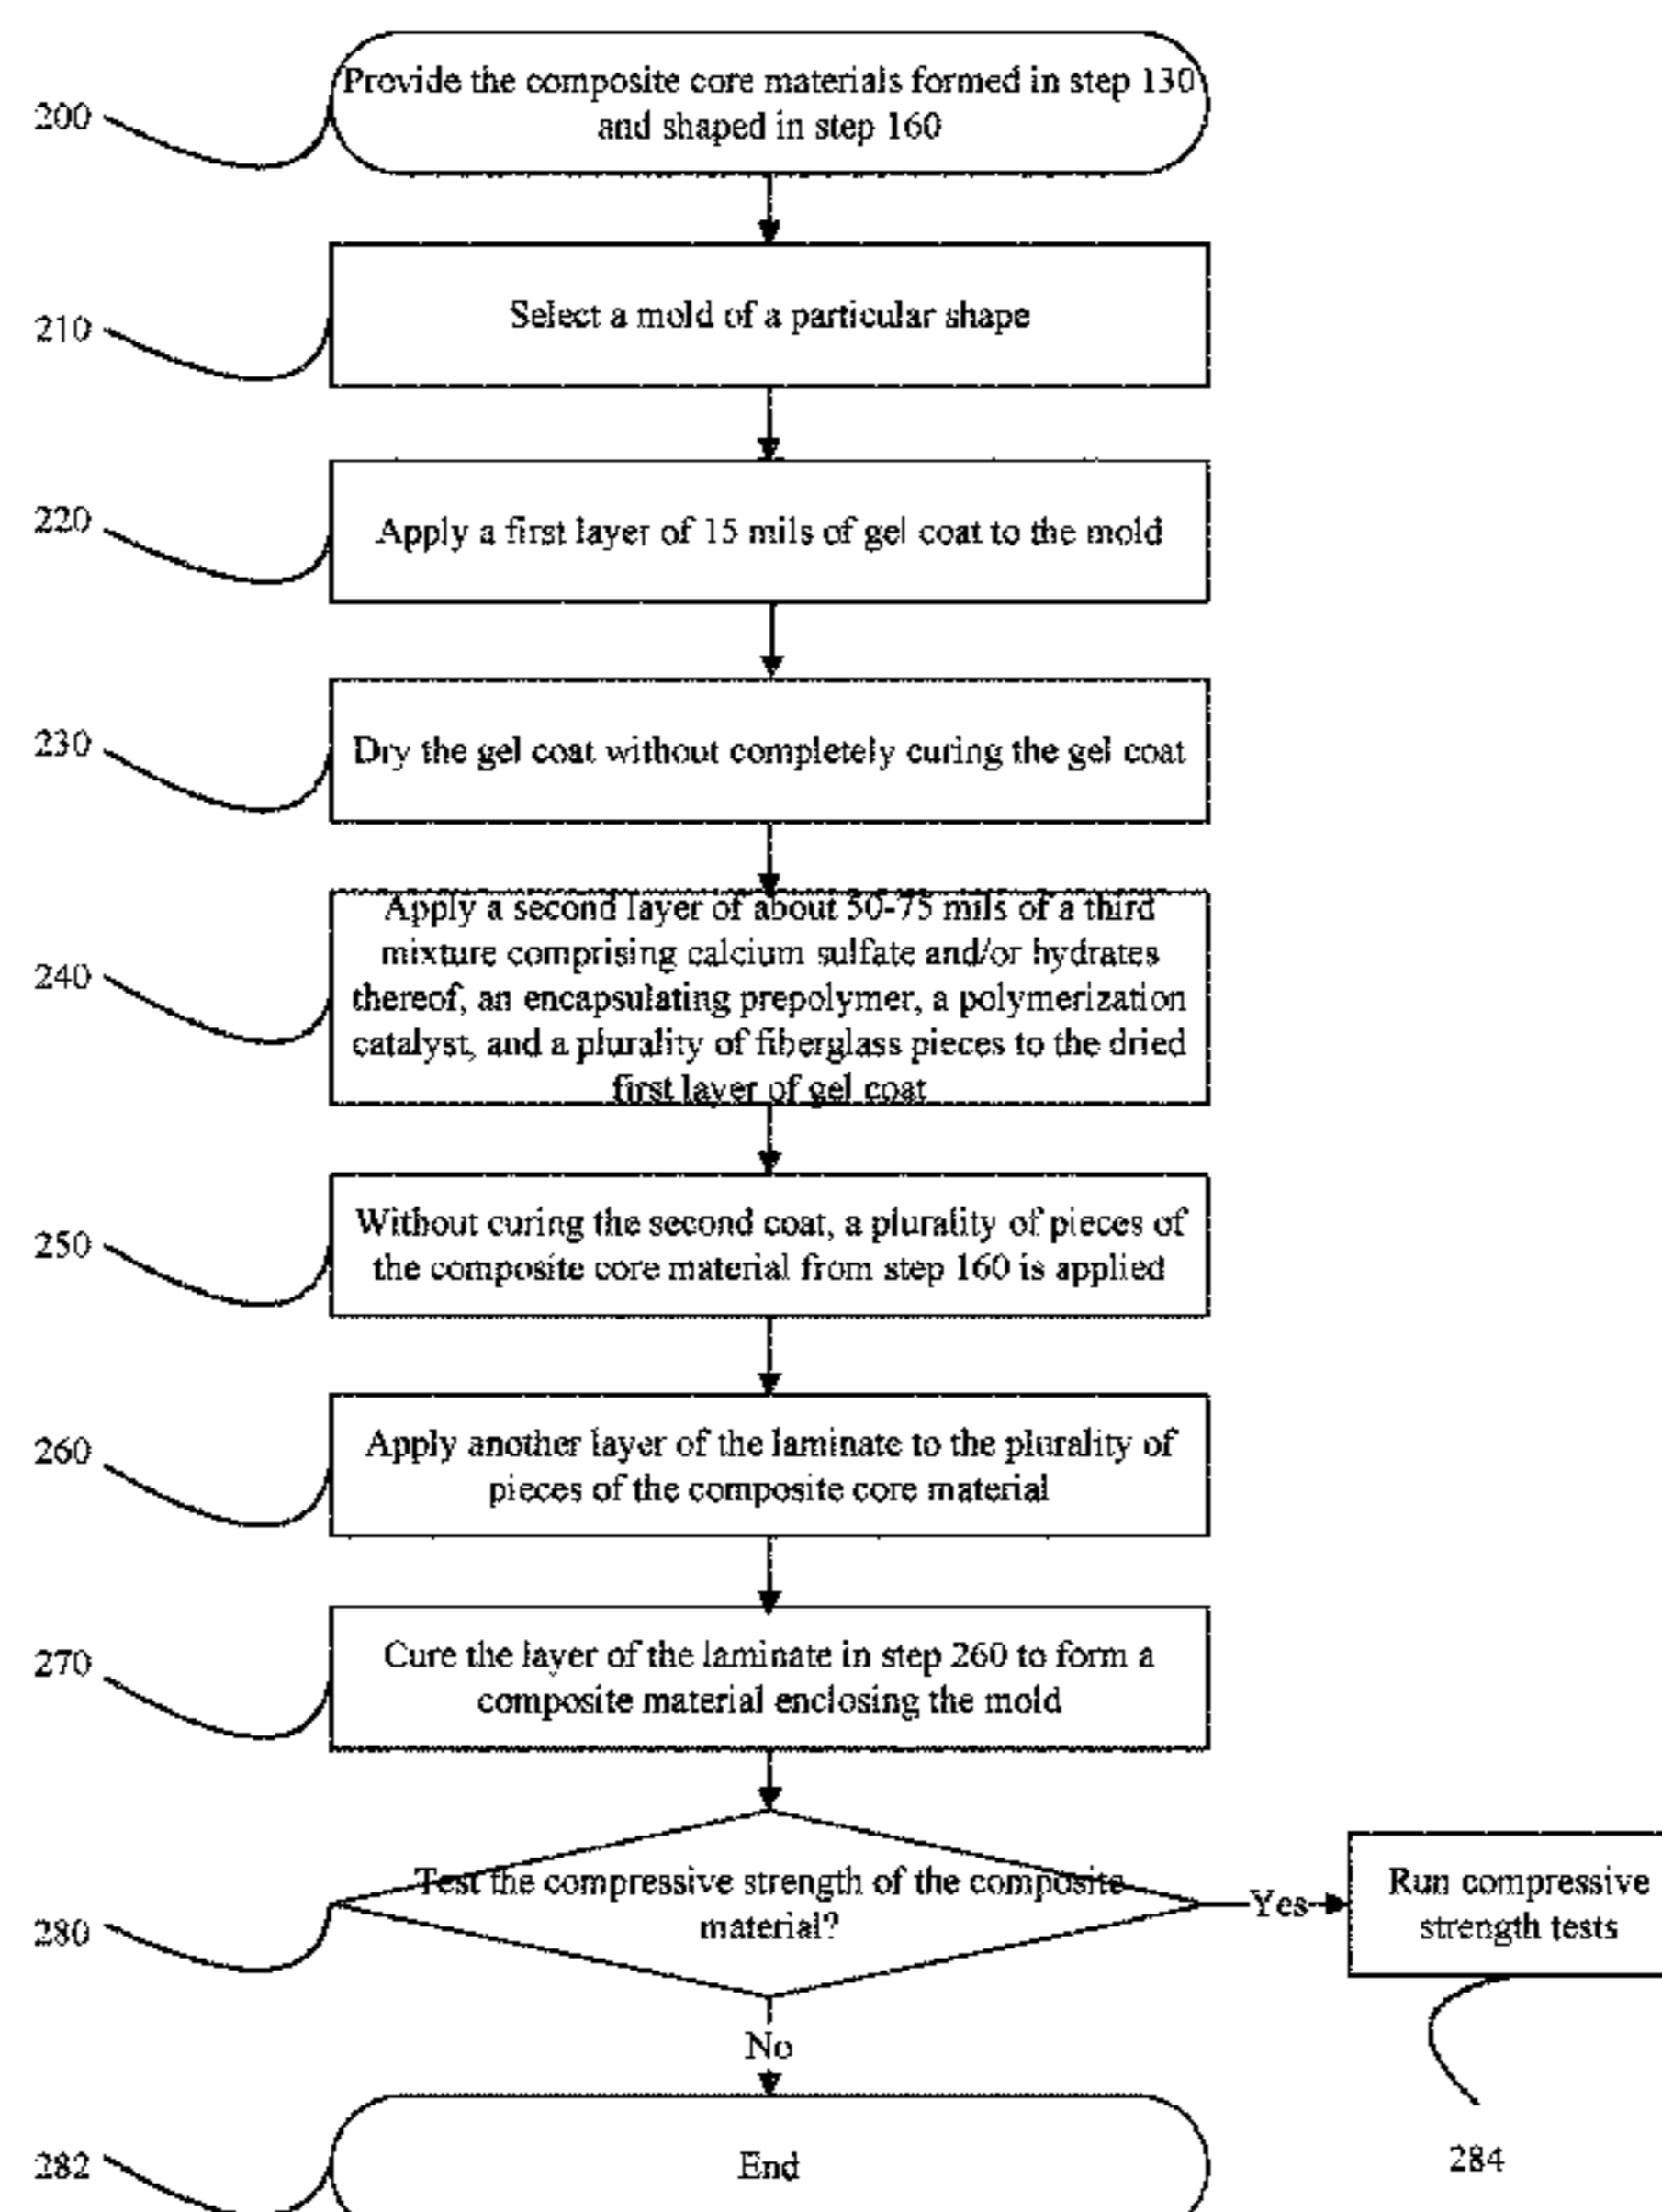 200
Provide the composite core materials formed in step 130
and shaped in step 160
210
Select a mold of a particular shape
220
Apply a first layer of 15 mils of gel coat to the mold
230
Dry the gel coat without completely curing the gel coat
240
Apply a second layer of about 50-75 mils of a third
mixture comprising calcium sulfate and/or hydrates
thereof, an encapsulating prepolymer, a polymerization
catalyst, and a plurality of fiberglass pieces to the dried
first layer of gel coat
250
Without curing the second coat, a plurality of pieces of
the composite core material from step 160 is applied
260
Apply another layer of the laminate to the plurality of
pieces of the composite core material
270
Cure the layer of the laminate in step 260 to form a
composite material enclosing the mold
280
Test the compressive strength of the composite
material?
Yes
Run compressive
strength tests
284
No
282
End